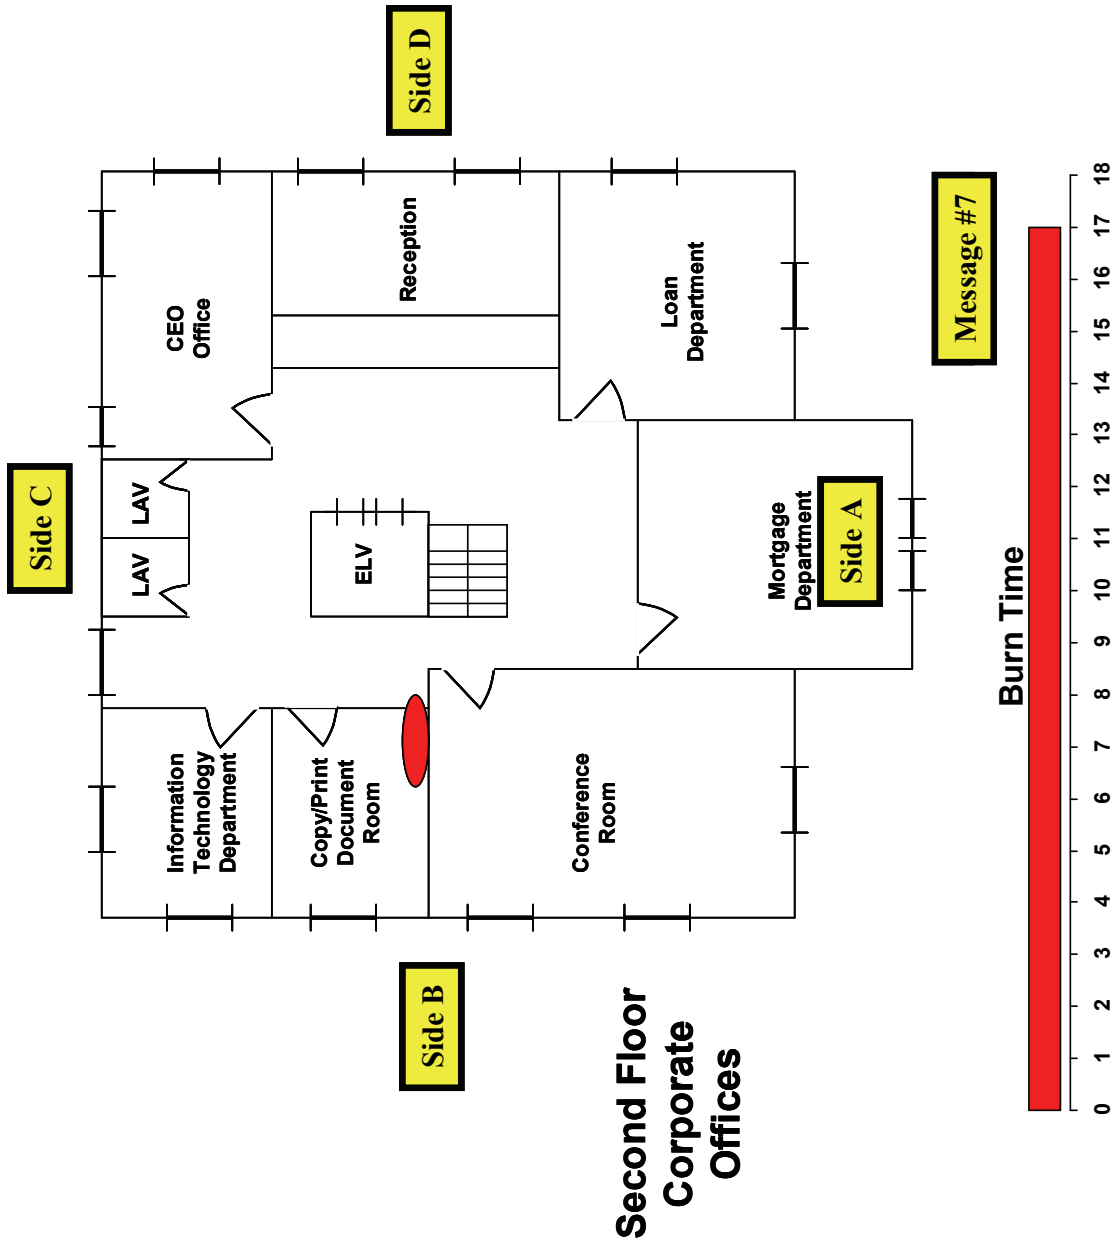 Side C
Side D
Side B
Side A
Information
Technology
Department
Copy/Print
Document
Room
Conference
Room
LAV
LAV
ELV
CEO
Office
Reception
Loan
Department
Mortgage
Department
Second Floor
Corporate
Offices
Message #7
Burn Time
0 1 2 3 4 5 6 7 8 9 10 11 12 13 14 15 16 17 18